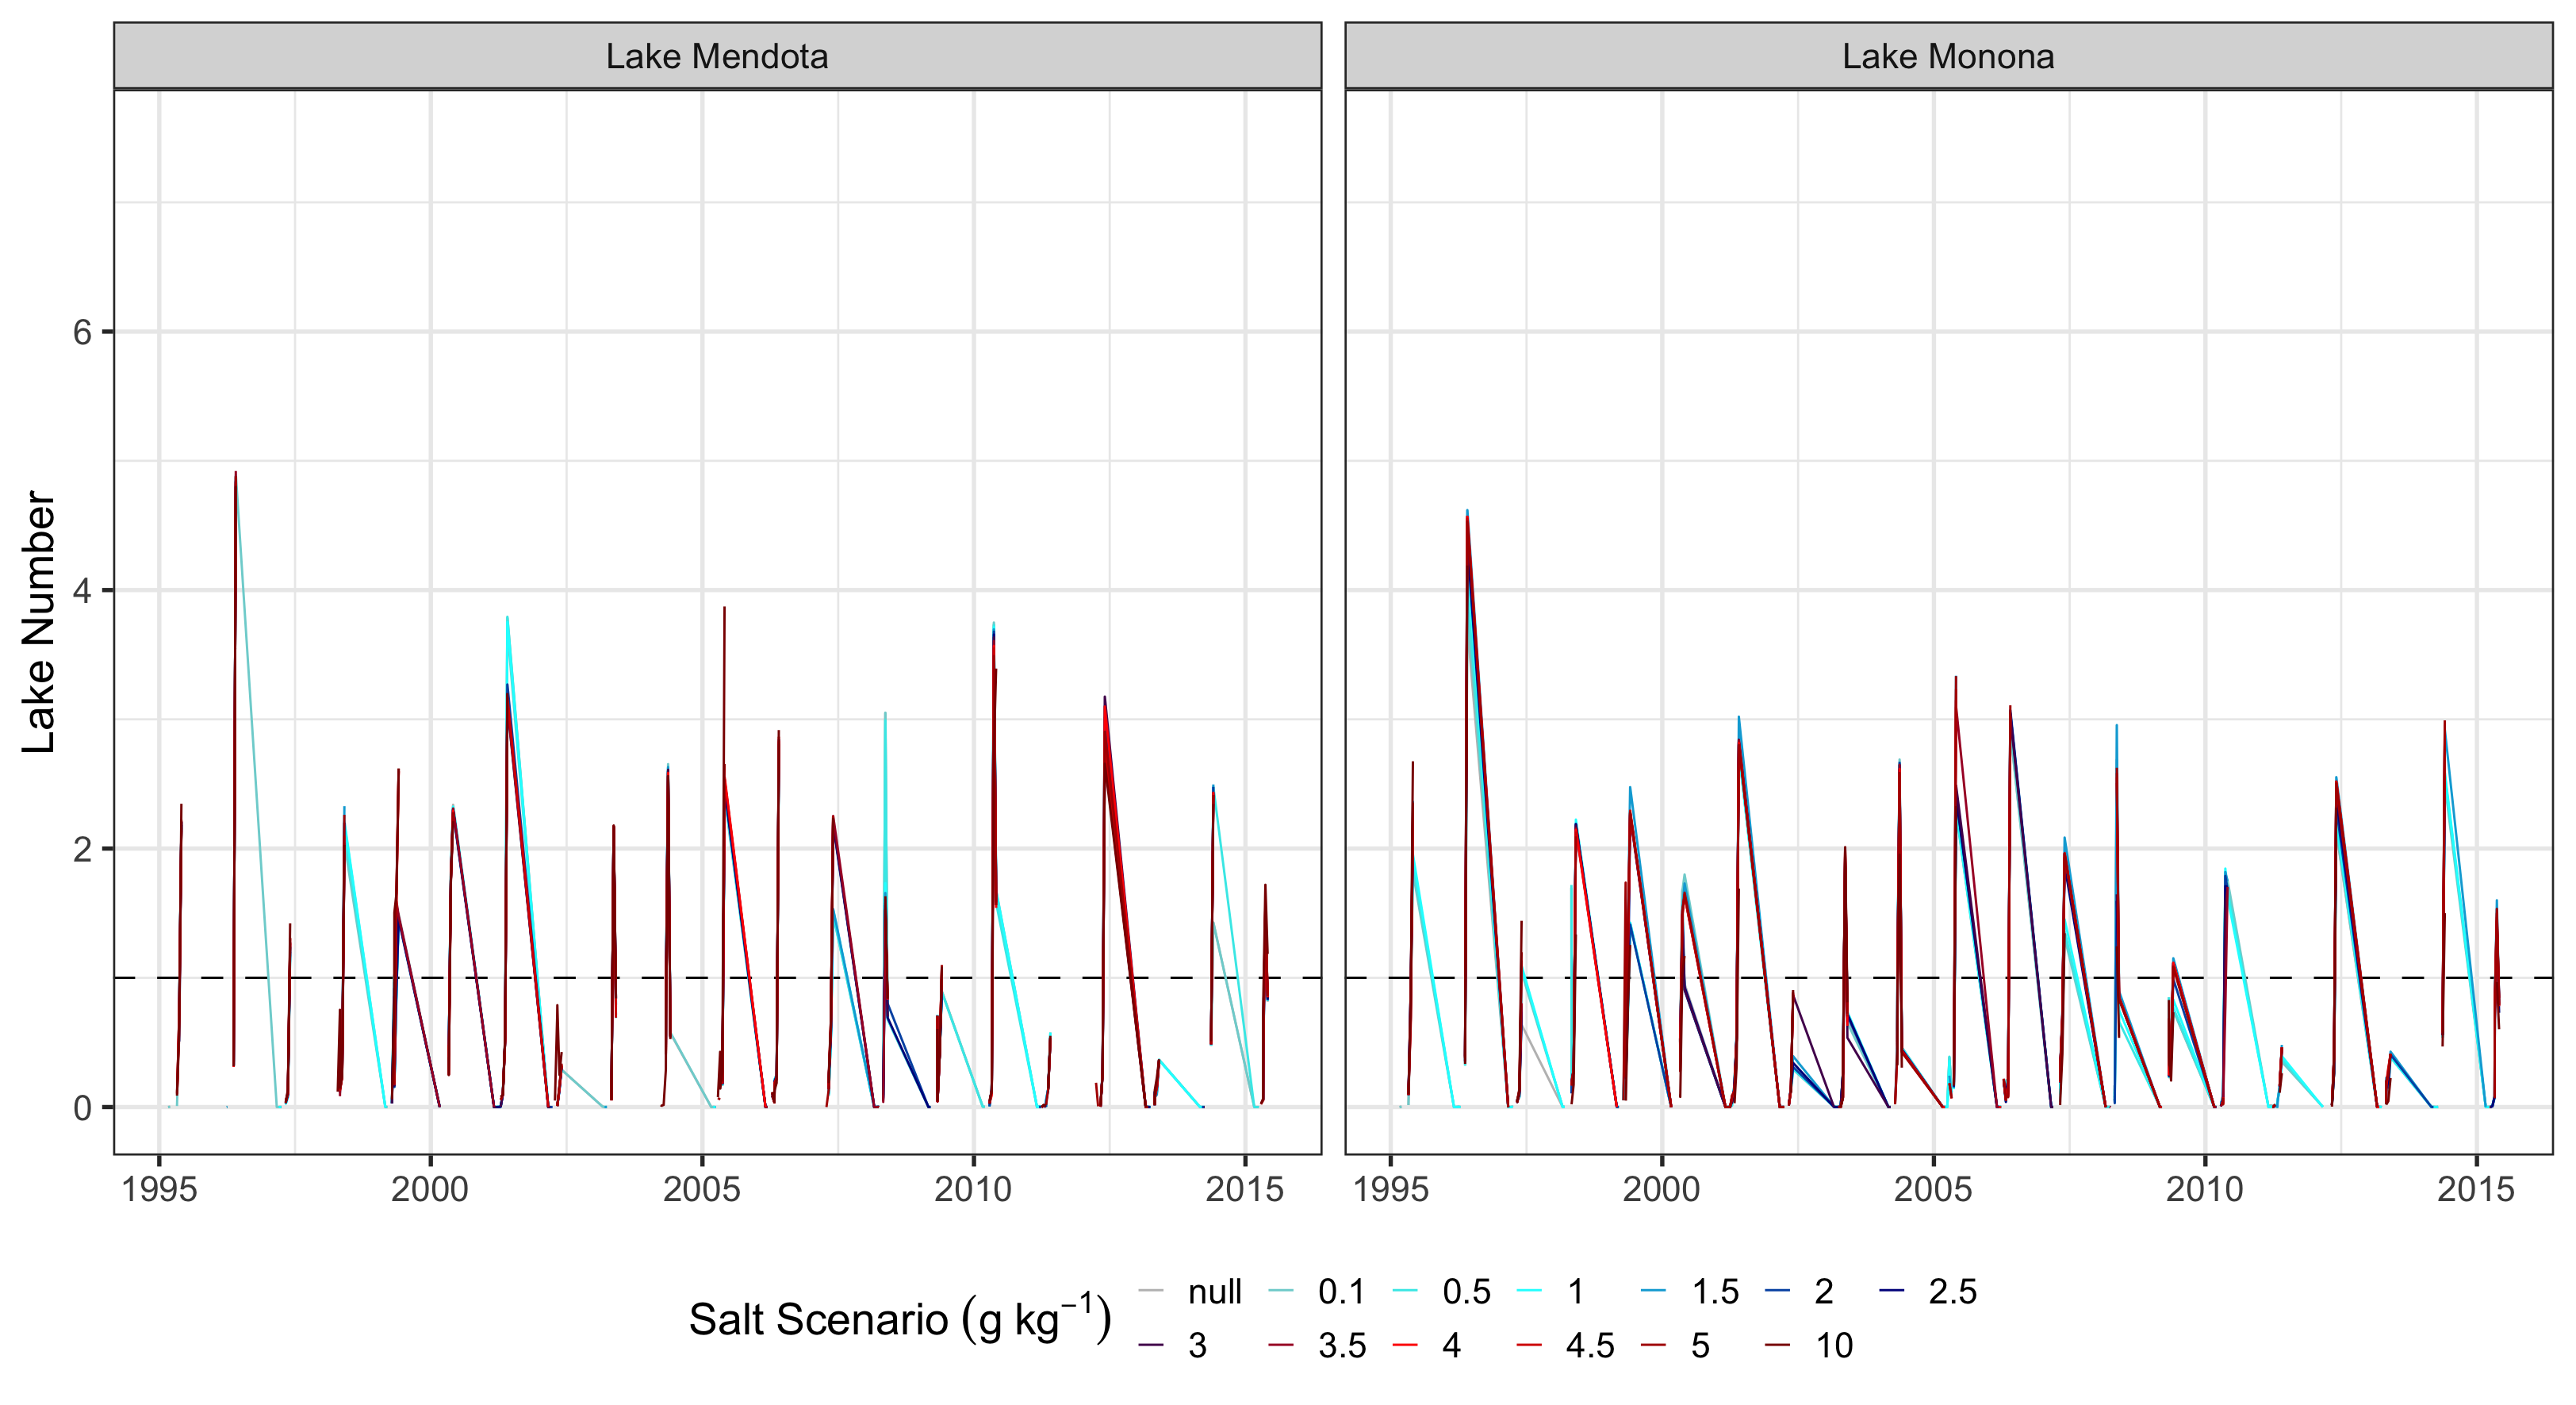 Lake Mendota
Lake Monona
Lake Number
6
4
2
0
1995 2000 2005 2010 2015
1995 2000 2005 2010 2015
Salt Scenario (g kg⁻¹)
null 0.1 0.5 1 1.5 2 2.5
3 3.5 4 4.5 5 10